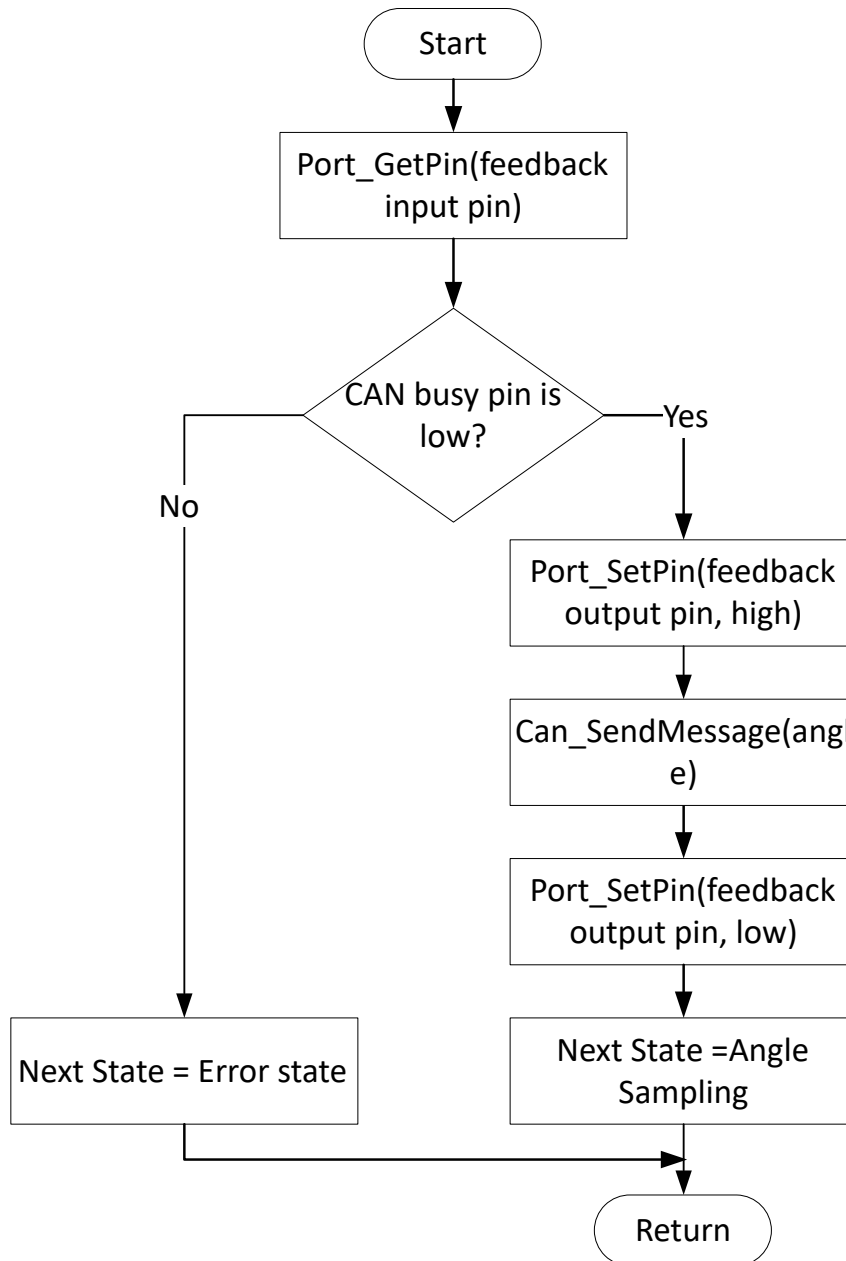 Start
Port_GetPin(feedback
input pin)
CAN busy pin is
low?
Yes
No
Port_SetPin(feedback
output pin, high)
Can_SendMessage(angl
e)
Port_SetPin(feedback
output pin, low)
Next State = Error state
Next State =Angle
Sampling
Return